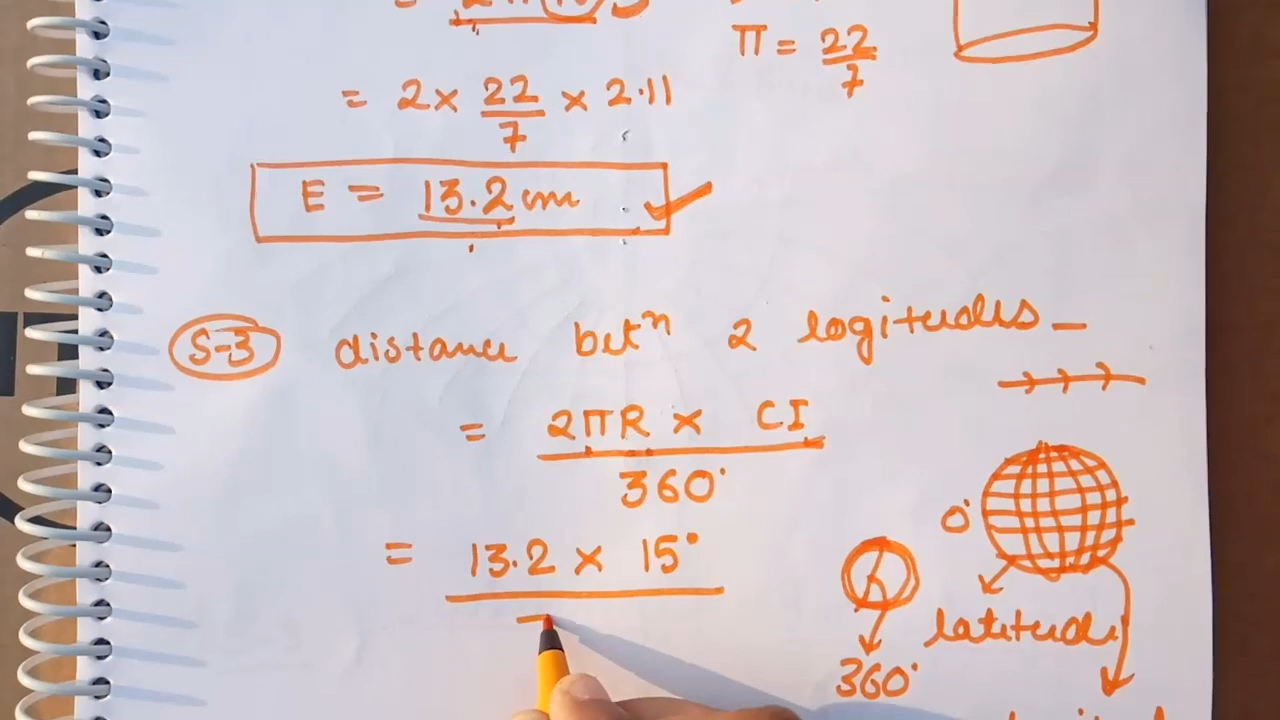 π = 22/7
= 2 x 22/7 x 2.11
E = 13.2 cm
S-3 distance betⁿ 2 logitudes –
= 2πR x CI / 360°
= 13.2 x 15°
0°
latitude
360°